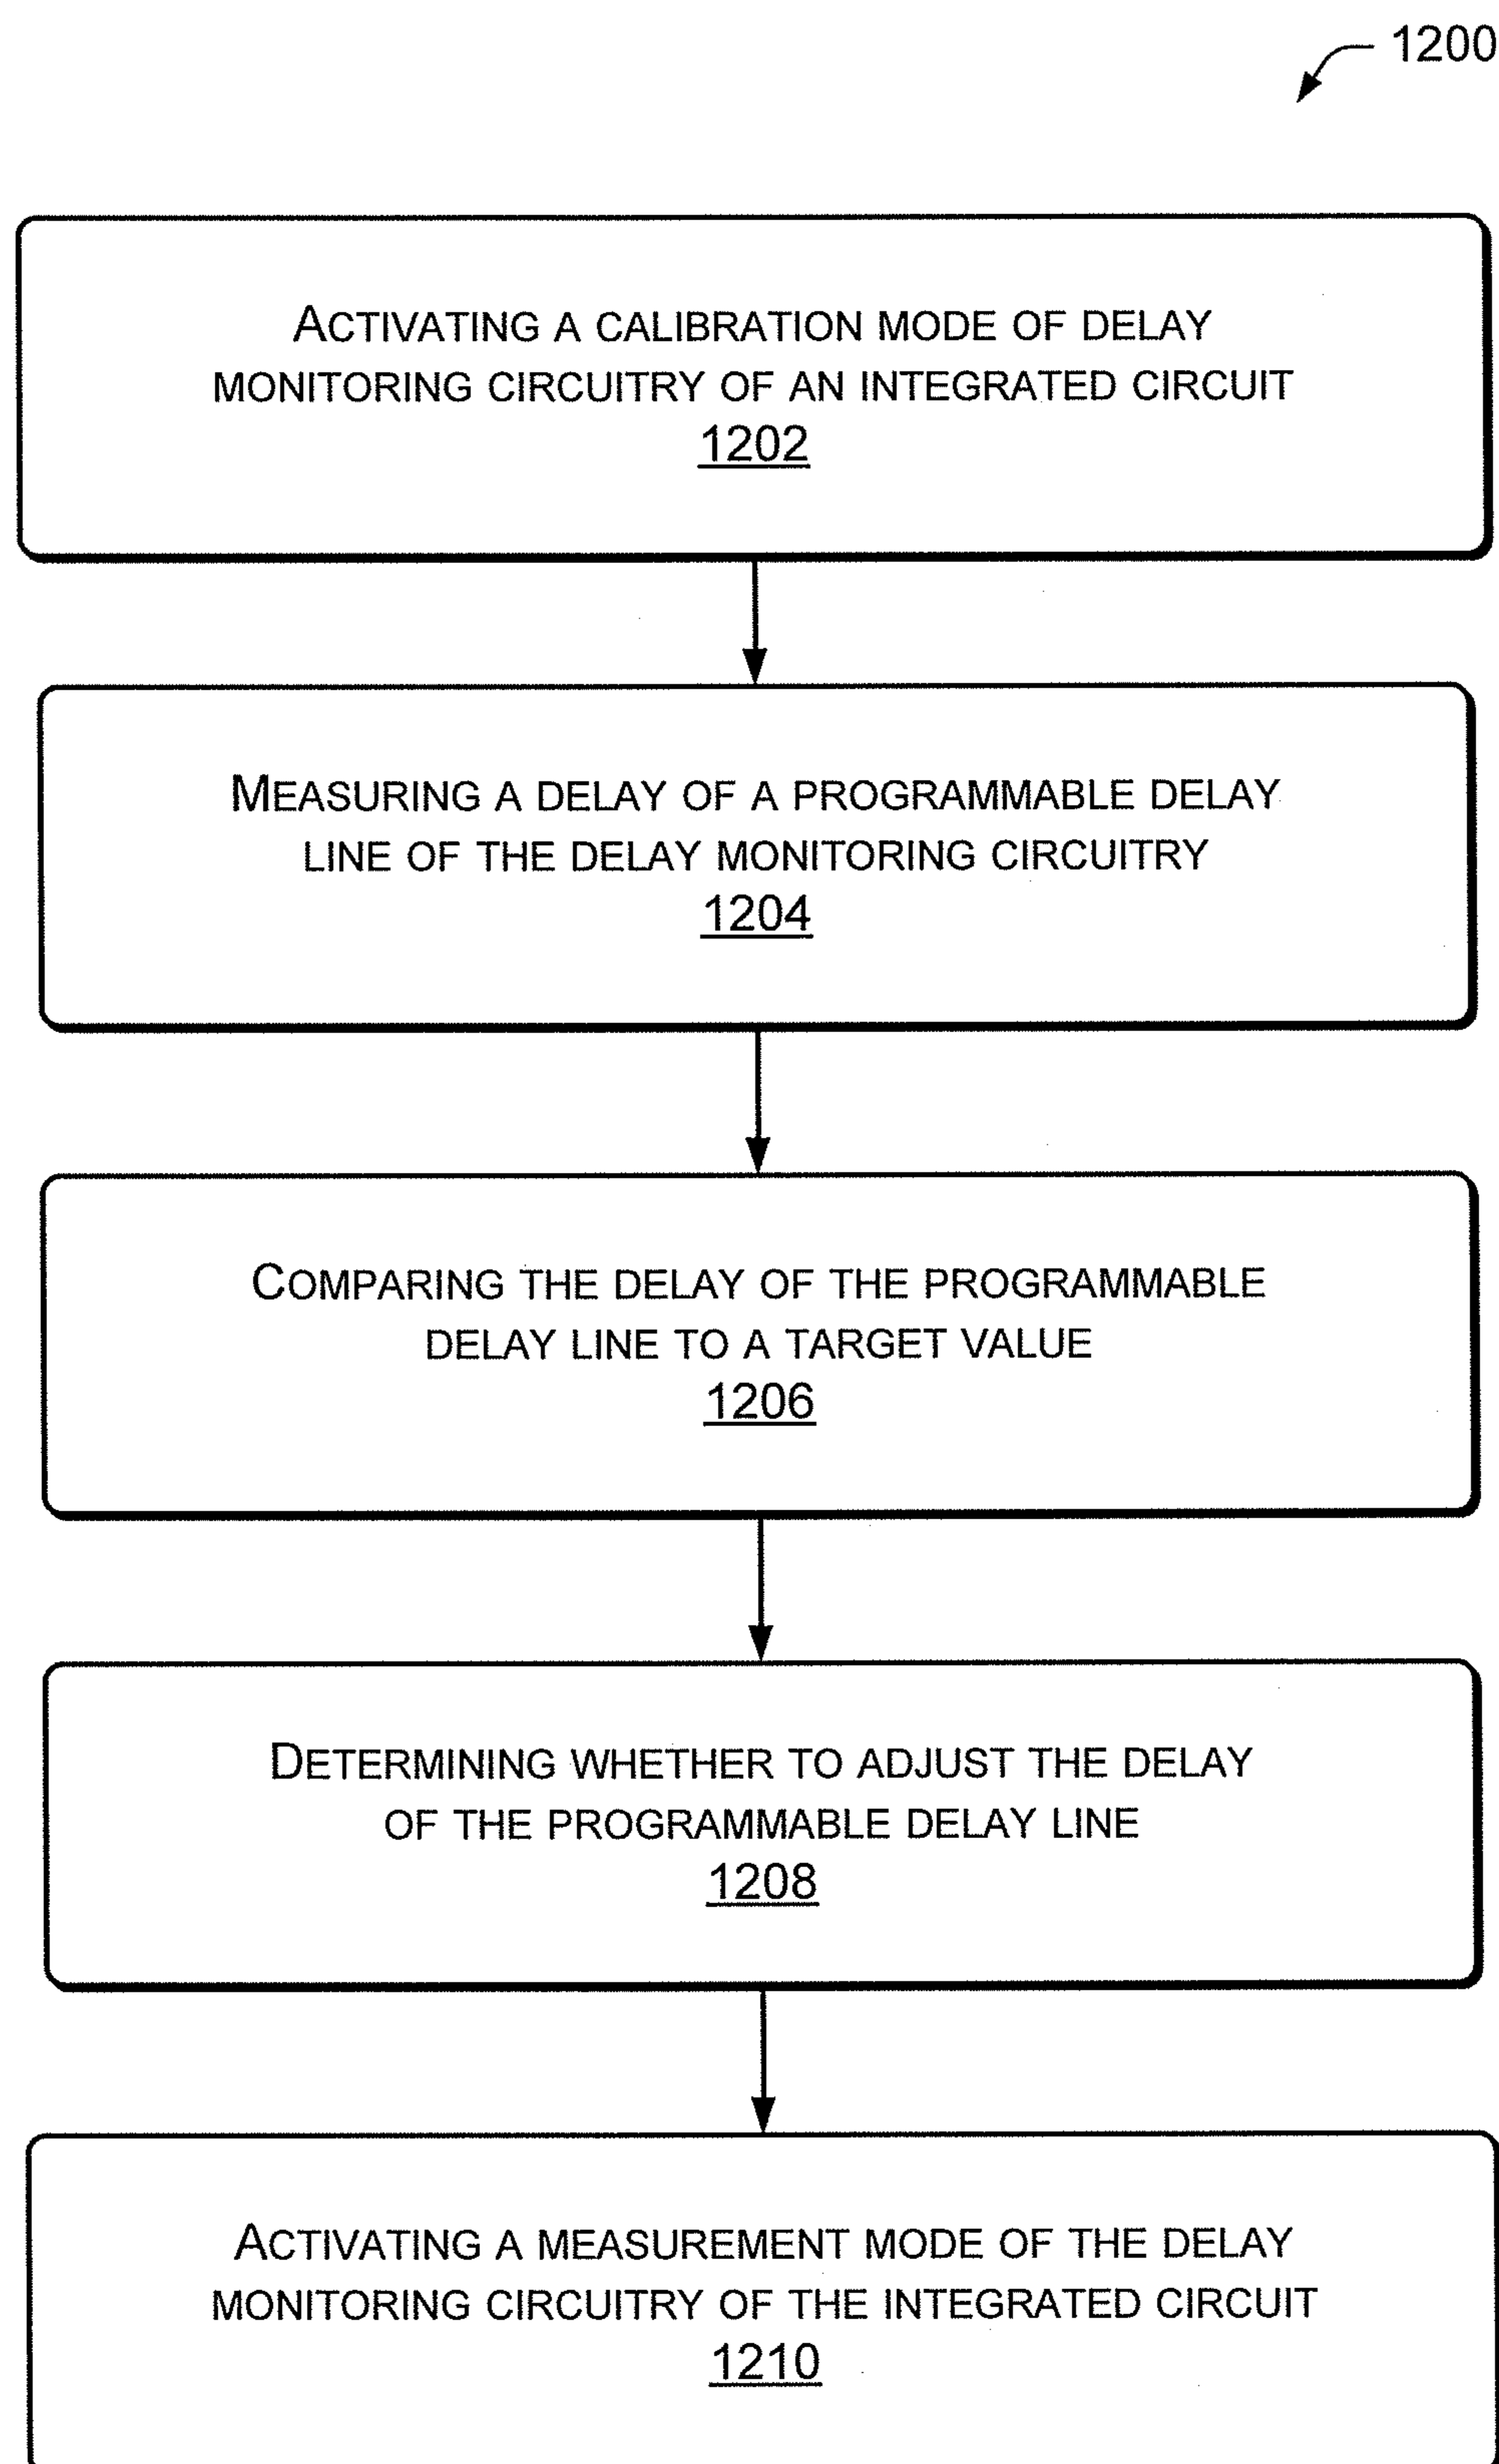 1200
ACTIVATING A CALIBRATION MODE OF DELAY
MONITORING CIRCUITRY OF AN INTEGRATED CIRCUIT
1202
MEASURING A DELAY OF A PROGRAMMABLE DELAY
LINE OF THE DELAY MONITORING CIRCUITRY
1204
COMPARING THE DELAY OF THE PROGRAMMABLE
DELAY LINE TO A TARGET VALUE
1206
DETERMINING WHETHER TO ADJUST THE DELAY
OF THE PROGRAMMABLE DELAY LINE
1208
ACTIVATING A MEASUREMENT MODE OF THE DELAY
MONITORING CIRCUITRY OF THE INTEGRATED CIRCUIT
1210